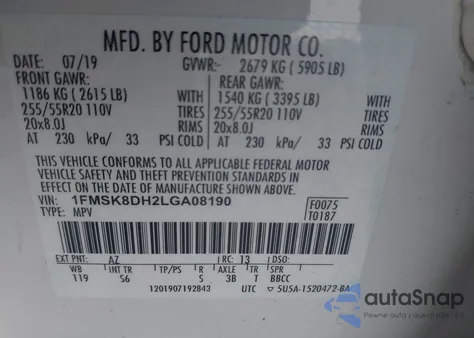 MFD. BY FORD MOTOR CO.
DATE: 07/19 GVWR: 2679 KG (5905 LB)
FRONT GAWR: REAR GAWR:
1186 KG (2615 LB) WITH 1540 KG (3395 LB) WITH
255/55R20 110V TIRES 255/55R20 110V TIRES
20x8.0J RIMS 20x8.0J RIMS
AT 230 kPa/ 33 PSI COLD AT 230 kPa/ 33 PSI COLD
THIS VEHICLE CONFORMS TO ALL APPLICABLE FEDERAL MOTOR
VEHICLE SAFETY AND THEFT PREVENTION STANDARDS IN
EFFECT ON THE DATE OF MANUFACTURE SHOWN ABOVE.
VIN: 1FMSK8DH2LGA08190 F0075
TYPE: MPV T0187
EXT PNT: AZ RC: 13 DSO:
WB INT TR TP/PS R AXLE TR SPR
119 S6 S 3B T BBCC
1201907192843 UTC 5U5A-1520472-BA
autoSnap
Pewne auto z USA